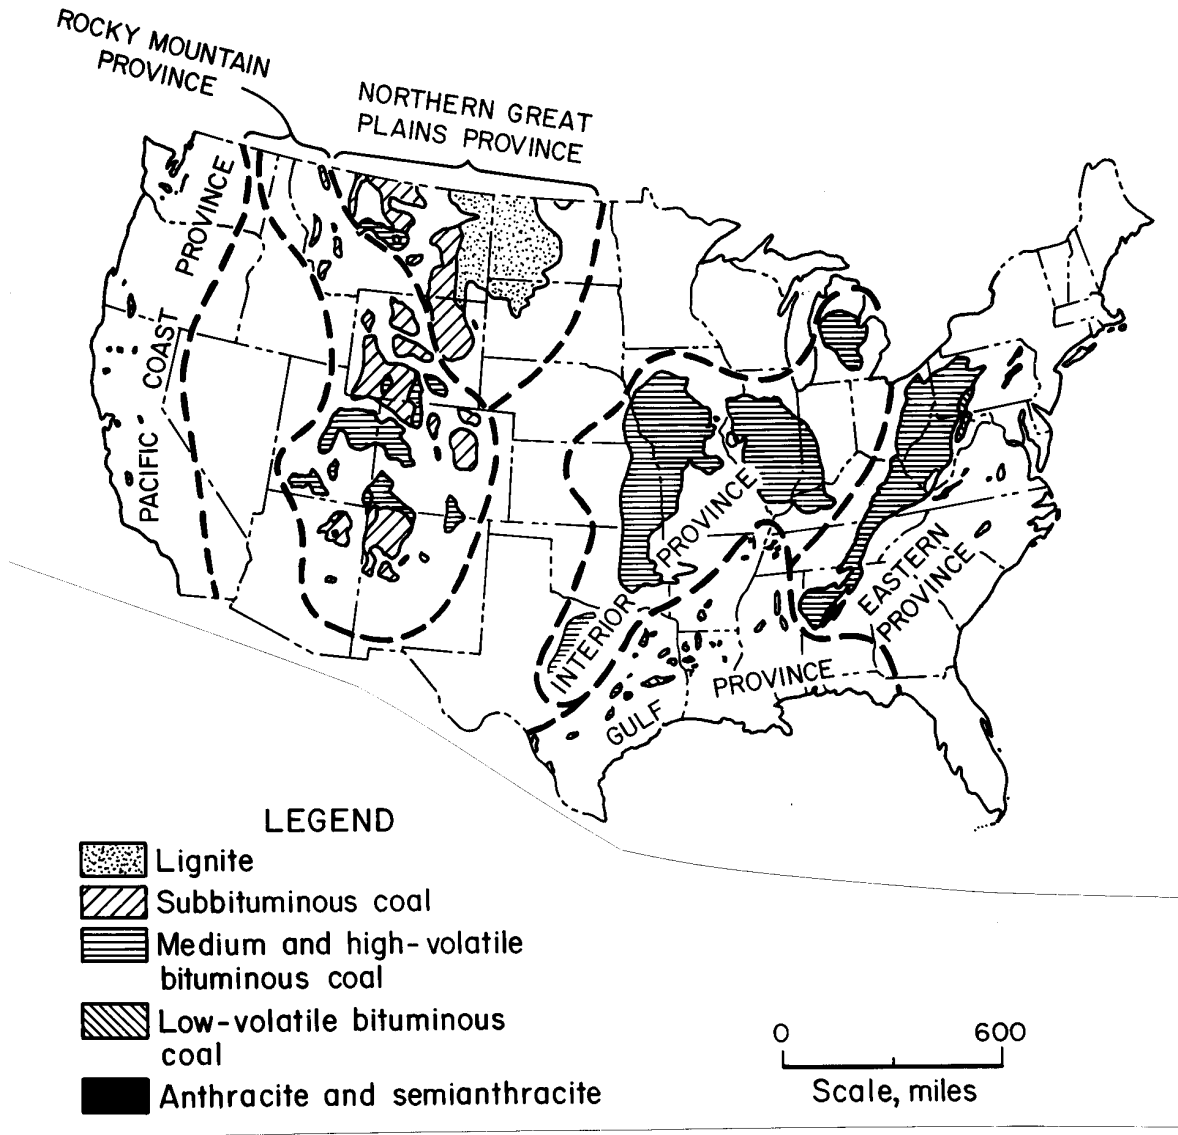 ROCKY MOUNTAIN
PROVINCE
NORTHERN GREAT
PLAINS PROVINCE
PACIFIC COAST PROVINCE
INTERIOR PROVINCE
EASTERN
PROVINCE
GULF PROVINCE
LEGEND
Lignite
Subbituminous coal
Medium and high-volatile
bituminous coal
Low-volatile bituminous
coal
Anthracite and semianthracite
0 600
Scale, miles